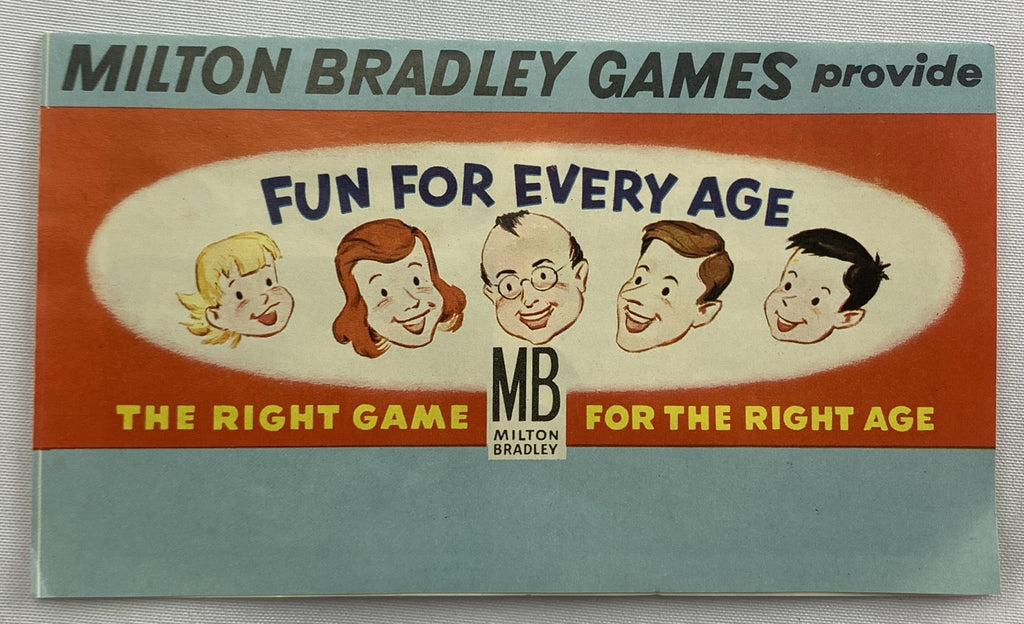 MILTON BRADLEY GAMES provide
FUN FOR EVERY AGE
THE RIGHT GAME
MB
MILTON
BRADLEY
FOR THE RIGHT AGE